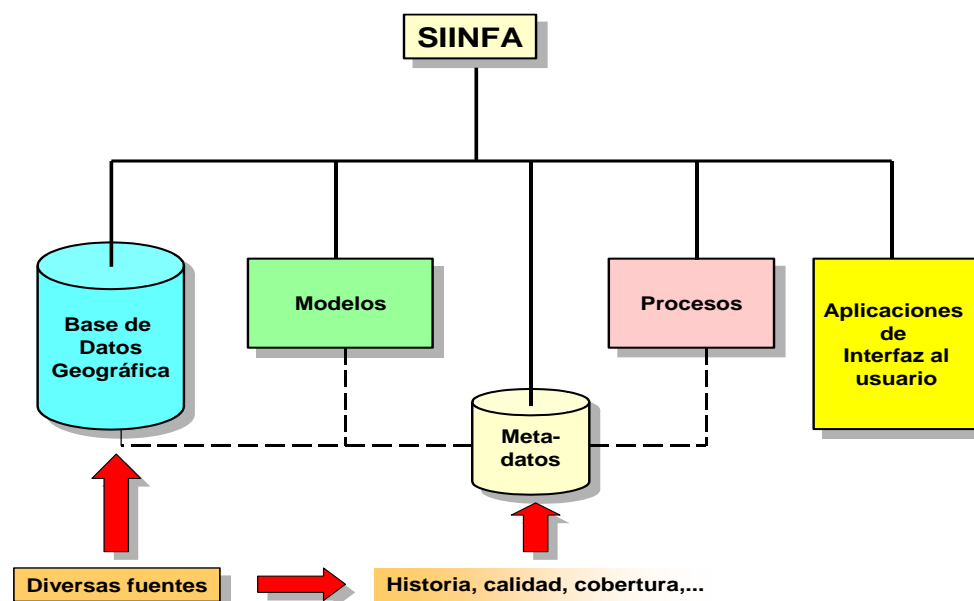 SIINFA
Base de
Datos
Geográfica
Modelos
Meta-
datos
Procesos
Aplicaciones
de
Interfaz al
usuario
Diversas fuentes
Historia, calidad, cobertura,...